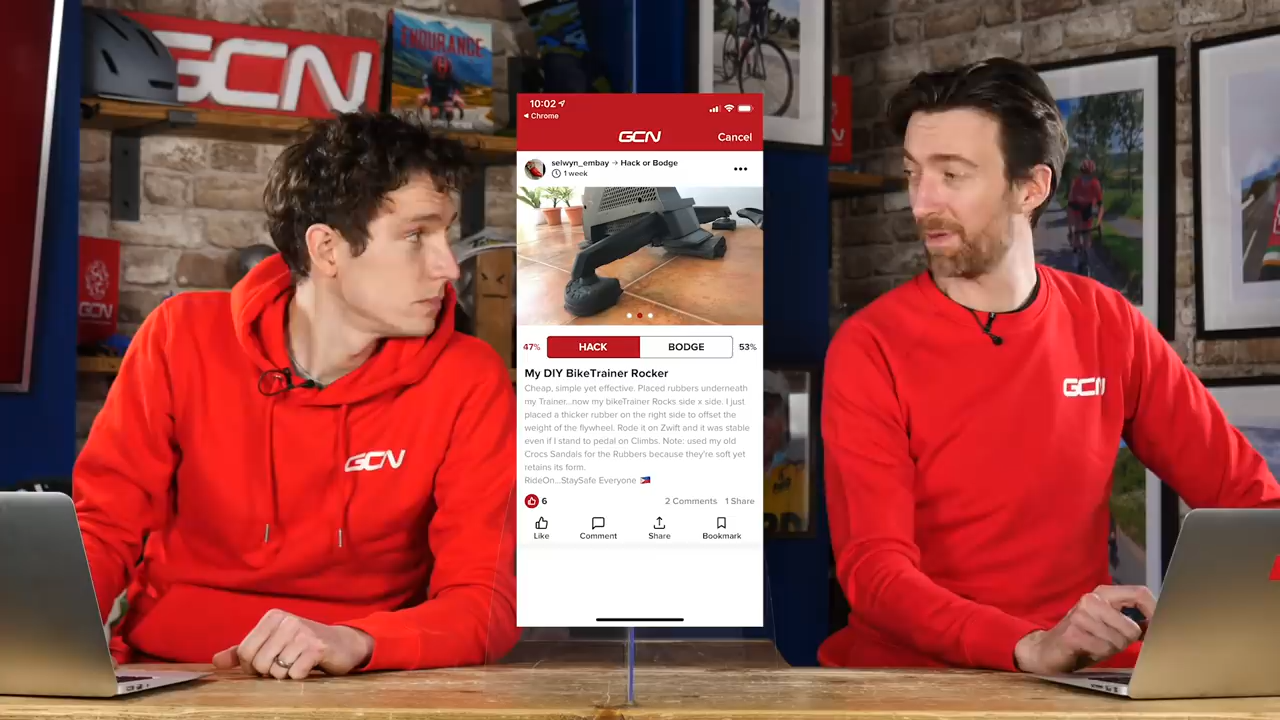 GCN
ENDURANCE
GCN
GCN
GCN
10:02
Chrome
GCN
Cancel
selwyn_embay → Hack or Bodge
1 week
47%
HACK
BODGE
53%
My DIY BikeTrainer Rocker
Cheap, simple yet effective. Placed rubbers underneath
my Trainer...now my bikeTrainer Rocks side x side. I just
placed a thicker rubber on the right side to offset the
weight of the flywheel. Rode it on Zwift and it was stable
even if I stand to pedal on Climbs. Note: used my old
Crocs Sandals for the Rubbers because they're soft yet
retains its form.
RideOn...StaySafe Everyone 🇵🇭
6
2 Comments
1 Share
Like
Comment
Share
Bookmark